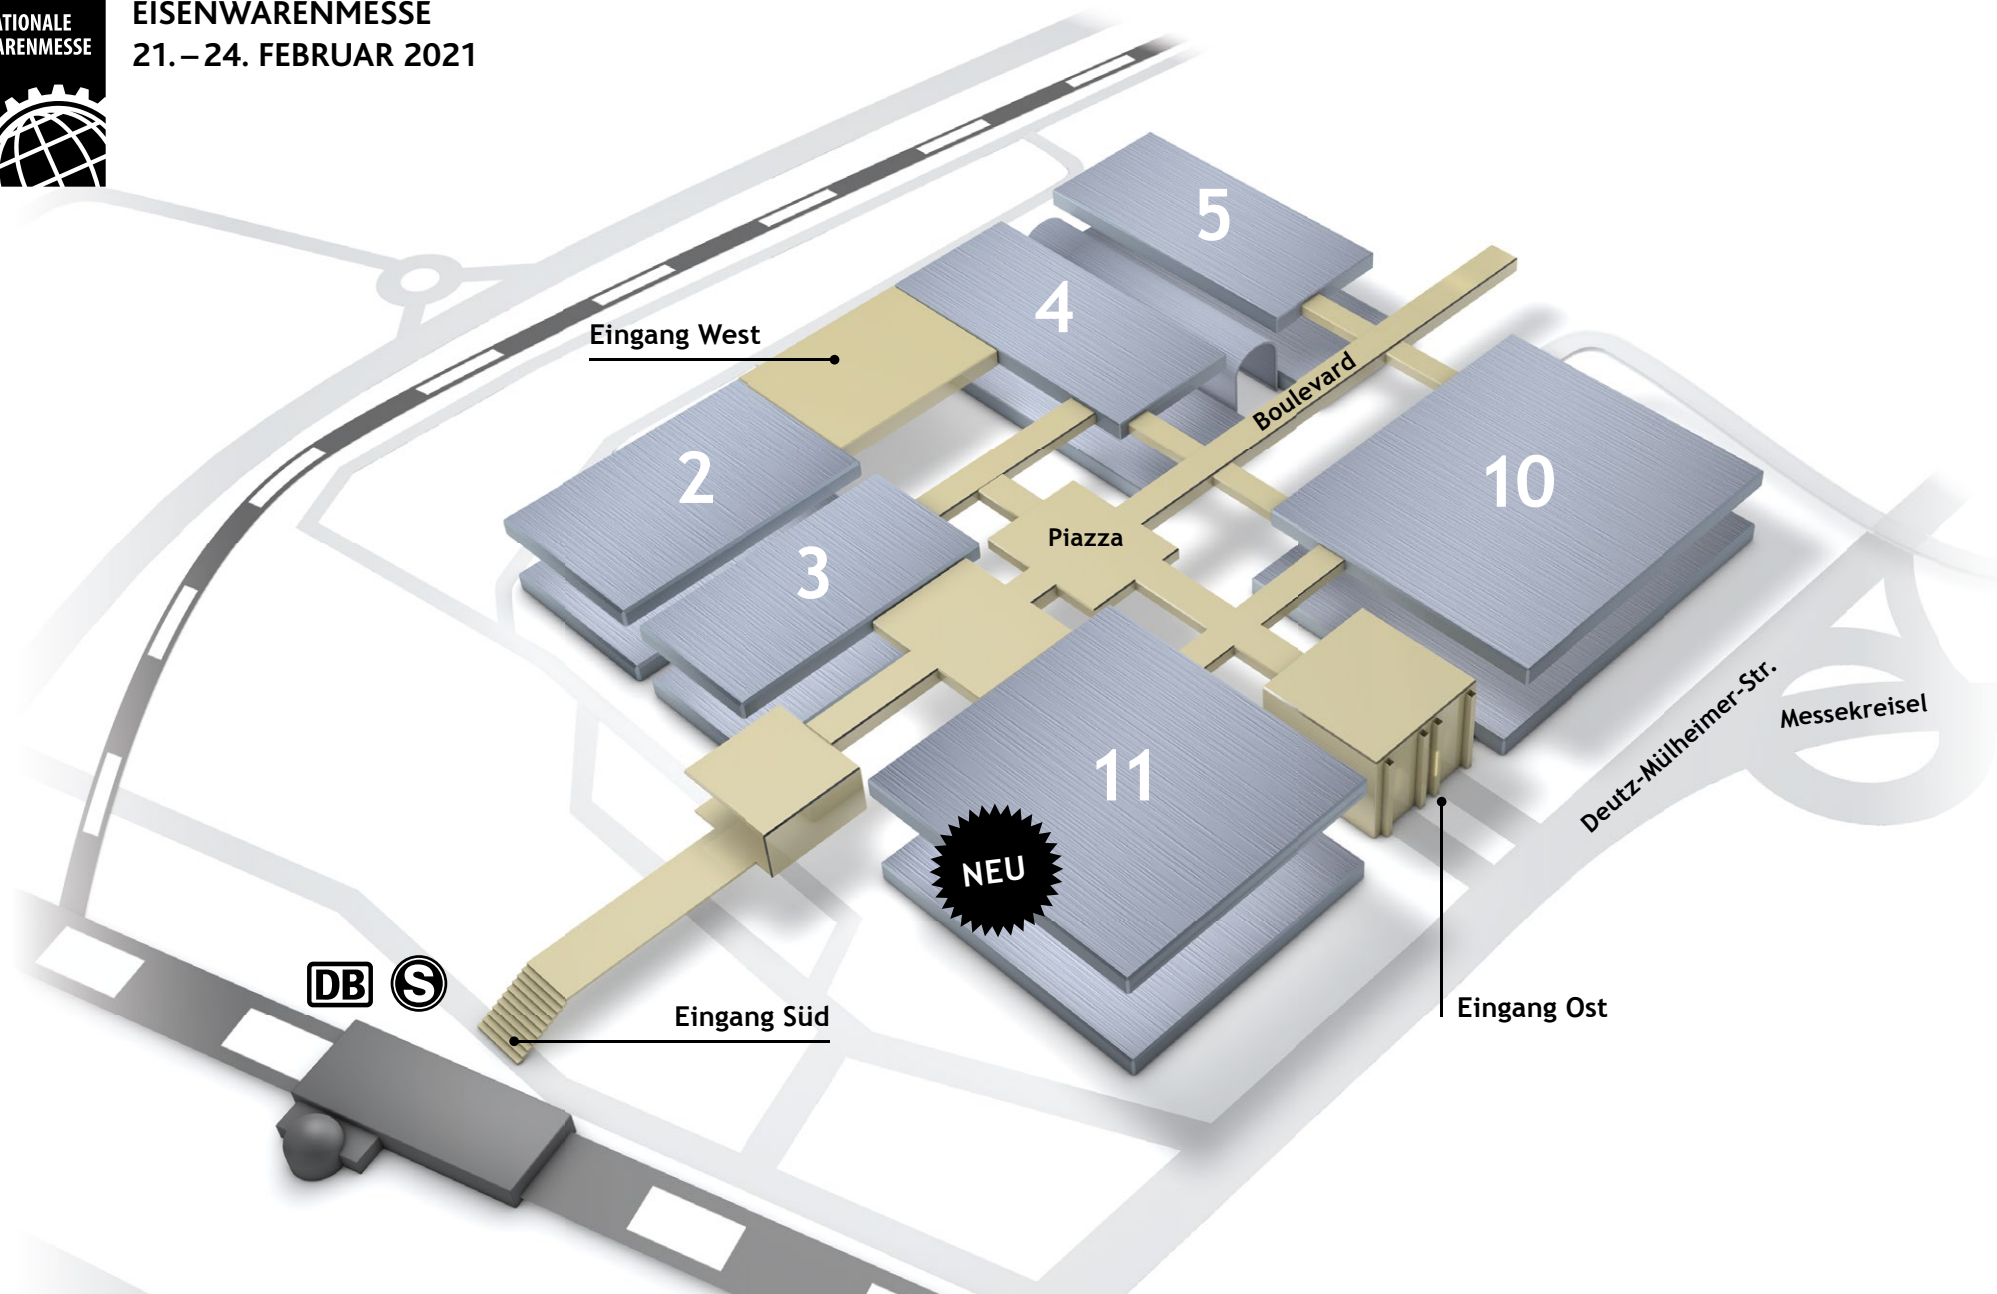 EISENWARENMESSE
21. – 24. FEBRUAR 2021
5
4
Eingang West
Boulevard
2
10
3
Piazza
Deutz-Mülheimer-Str.
Messekreisel
11
NEU
DB
S
Eingang Süd
Eingang Ost